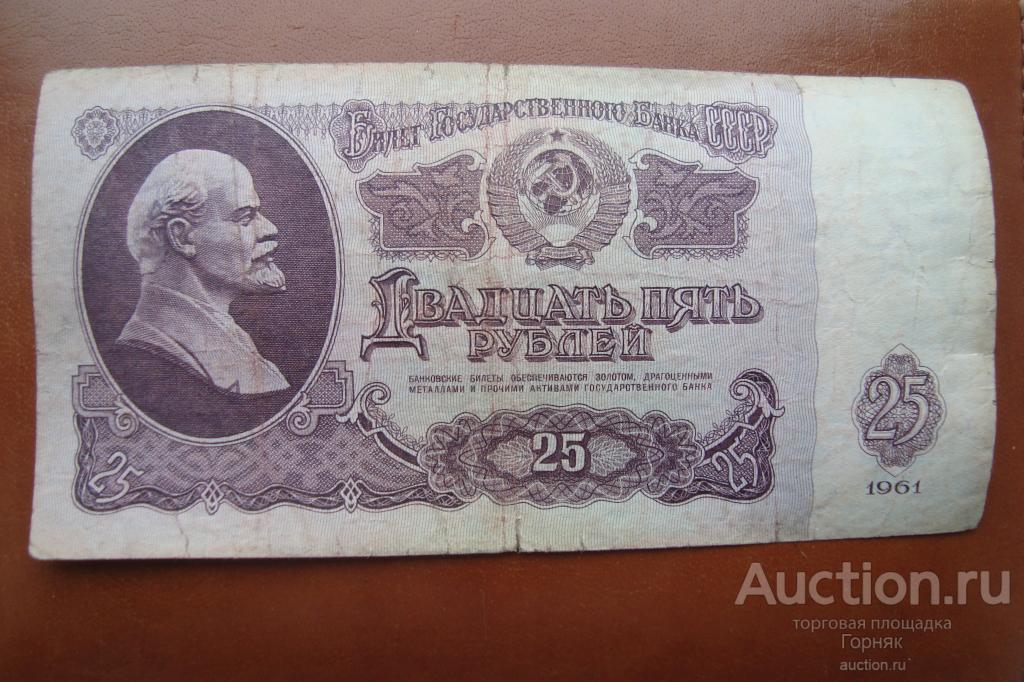 Билет Государственного Банка СССР
Двадцать пять
рублей
БАНКОВСКИЕ БИЛЕТЫ ОБЕСПЕЧИВАЮТСЯ ЗОЛОТОМ, ДРАГОЦЕННЫМИ
МЕТАЛЛАМИ И ПРОЧИМИ АКТИВАМИ ГОСУДАРСТВЕННОГО БАНКА
25
25
25
25
1961
Auction.ru
торговая площадка
Горняк
auction.ru